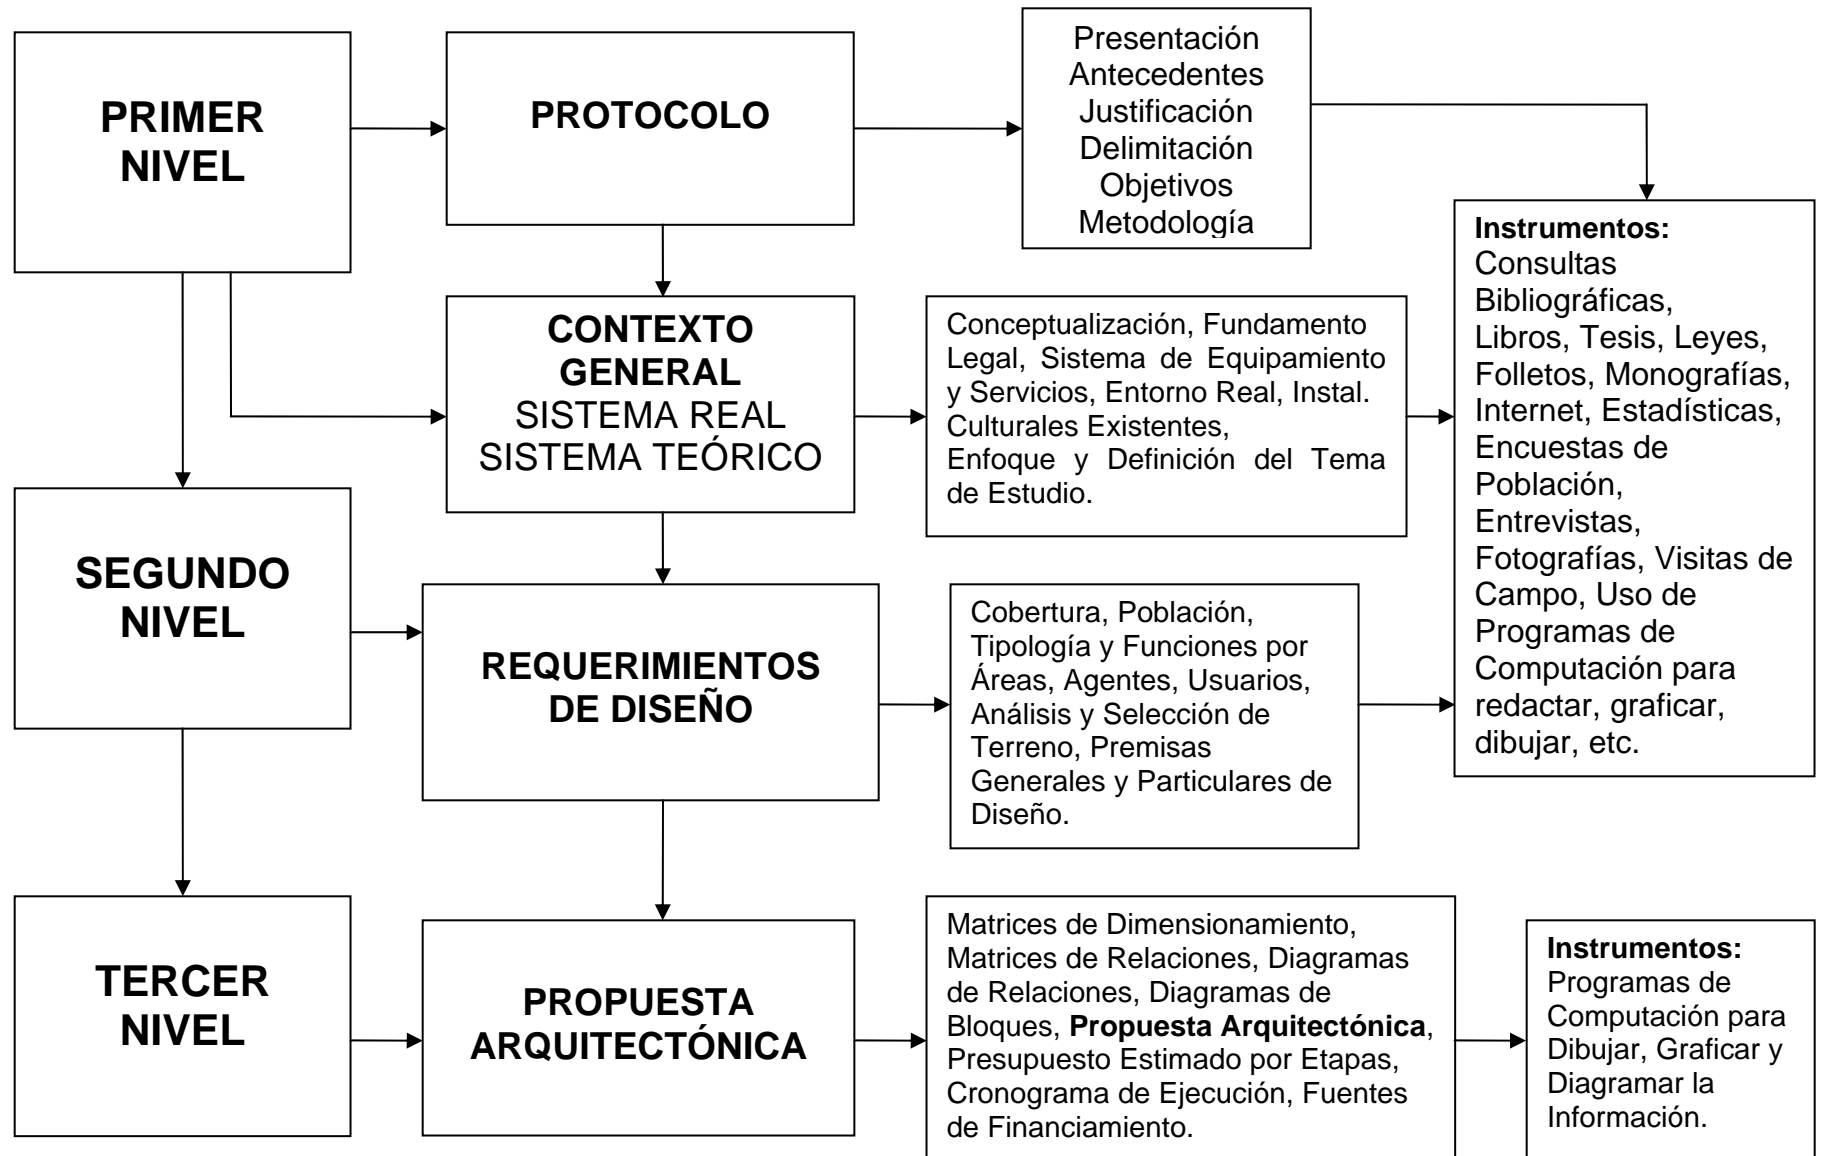 PRIMER
NIVEL
PROTOCOLO
Presentación
Antecedentes
Justificación
Delimitación
Objetivos
Metodología
CONTEXTO
GENERAL
SISTEMA REAL
SISTEMA TEÓRICO
Conceptualización, Fundamento
Legal, Sistema de Equipamiento
y Servicios, Entorno Real, Instal.
Culturales Existentes,
Enfoque y Definición del Tema
de Estudio.
Instrumentos:
Consultas
Bibliográficas,
Libros, Tesis, Leyes,
Folletos, Monografías,
Internet, Estadísticas,
Encuestas de
Población,
Entrevistas,
Fotografías, Visitas de
Campo, Uso de
Programas de
Computación para
redactar, graficar,
dibujar, etc.
SEGUNDO
NIVEL
REQUERIMIENTOS
DE DISEÑO
Cobertura, Población,
Tipología y Funciones por
Áreas, Agentes, Usuarios,
Análisis y Selección de
Terreno, Premisas
Generales y Particulares de
Diseño.
TERCER
NIVEL
PROPUESTA
ARQUITECTÓNICA
Matrices de Dimensionamiento,
Matrices de Relaciones, Diagramas
de Relaciones, Diagramas de
Bloques, Propuesta Arquitectónica,
Presupuesto Estimado por Etapas,
Cronograma de Ejecución, Fuentes
de Financiamiento.
Instrumentos:
Programas de
Computación para
Dibujar, Graficar y
Diagramar la
Información.